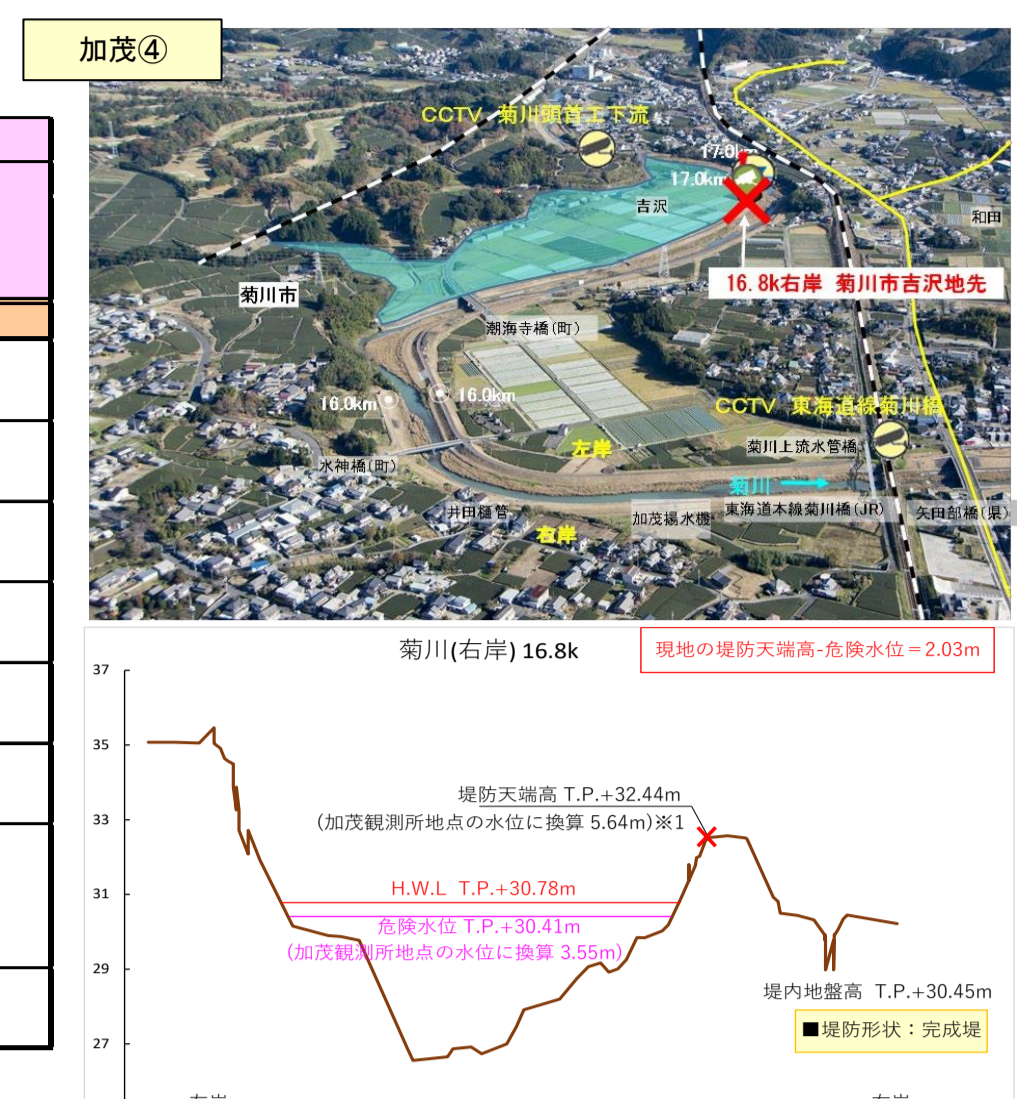 加茂④
CCTV 菊川頭首工下流
17.0k
17.0km
吉沢
和田
16.8k右岸 菊川市吉沢地先
菊川市
潮海寺橋(町)
16.0km
16.0km
CCTV 東海道線菊川橋
左岸
菊川上流水管橋
水神橋(町)
菊川
井田樋管
加茂揚水機
東海道本線菊川橋(JR)
矢田部橋(県)
右岸
菊川(右岸) 16.8k
現地の堤防天端高-危険水位＝2.03m
37
35
堤防天端高 T.P.+32.44m
33
(加茂観測所地点の水位に換算 5.64m)※1
31
H.W.L T.P.+30.78m
危険水位 T.P.+30.41m
(加茂観測所地点の水位に換算 3.55m)
29
堤内地盤高 T.P.+30.45m
■堤防形状：完成堤
27